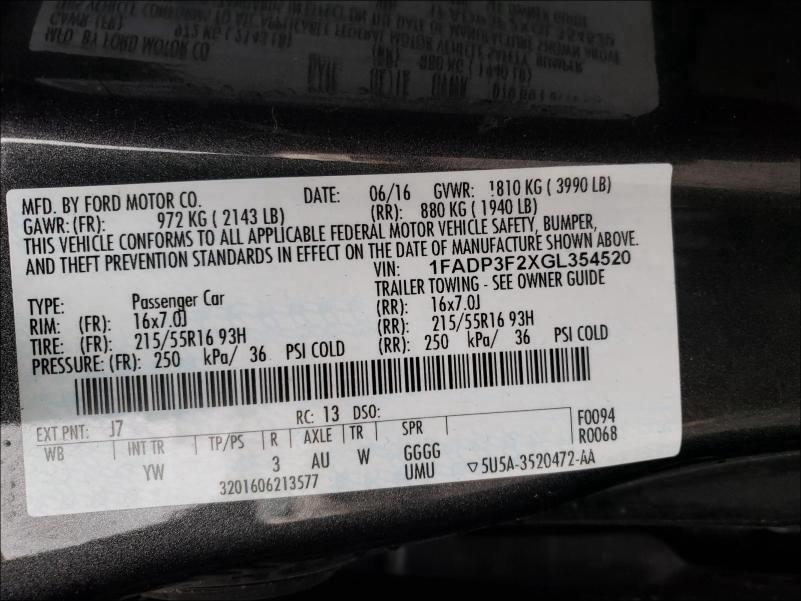 MFD. BY FORD MOTOR CO. DATE: 06/16 GVWR: 1810 KG ( 3990 LB)
GAWR: (FR): 972 KG ( 2143 LB) (RR): 880 KG ( 1940 LB)
THIS VEHICLE CONFORMS TO ALL APPLICABLE FEDERAL MOTOR VEHICLE SAFETY, BUMPER,
AND THEFT PREVENTION STANDARDS IN EFFECT ON THE DATE OF MANUFACTURE SHOWN ABOVE.
VIN: 1FADP3F2XGL354520
TYPE: Passenger Car TRAILER TOWING - SEE OWNER GUIDE
RIM: (FR): 16x7.0J (RR): 16x7.0J
TIRE: (FR): 215/55R16 93H (RR): 215/55R16 93H
PRESSURE: (FR): 250 kPa/ 36 PSI COLD (RR): 250 kPa/ 36 PSI COLD
EXT PNT: J7 RC: 13 DSO: F0094
WB INT TR TP/PS R AXLE TR SPR R0068
YW 3 AU W GGGG
UMU
3201606213577 5U5A-3520472-AA